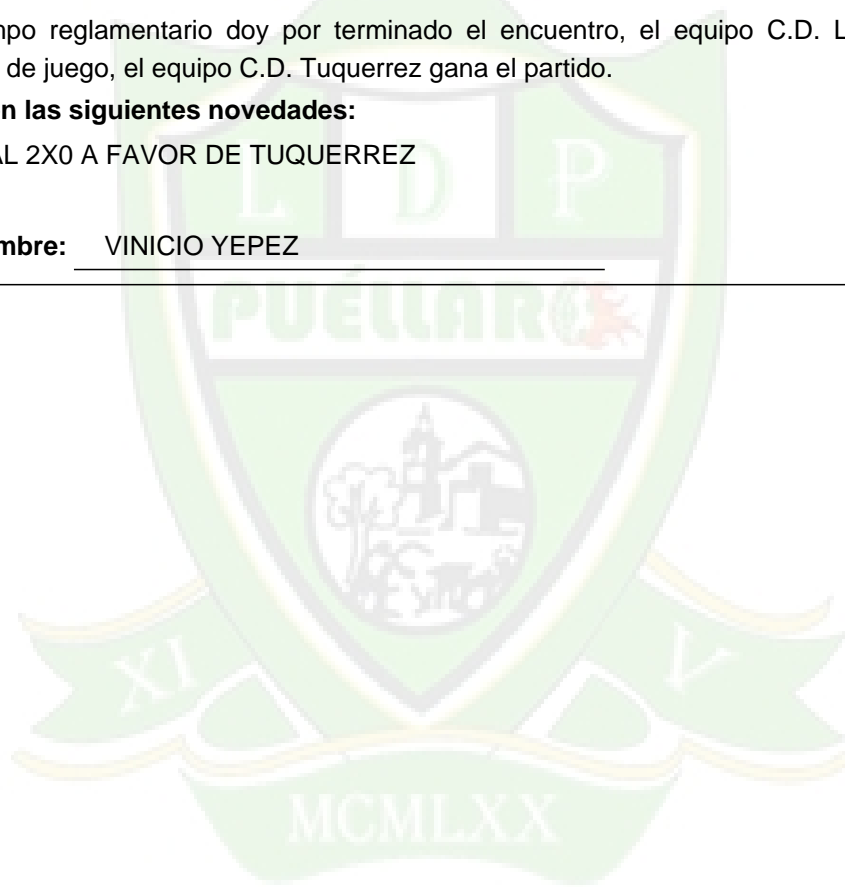 mpo reglamentario doy por terminado el encuentro, el equipo C.D. L
de juego, el equipo C.D. Tuquerrez gana el partido.
n las siguientes novedades:
AL 2X0 A FAVOR DE TUQUERREZ
mbre: VINICIO YEPEZ
L D P
PUÉLLARO
XI V
MCMLXX